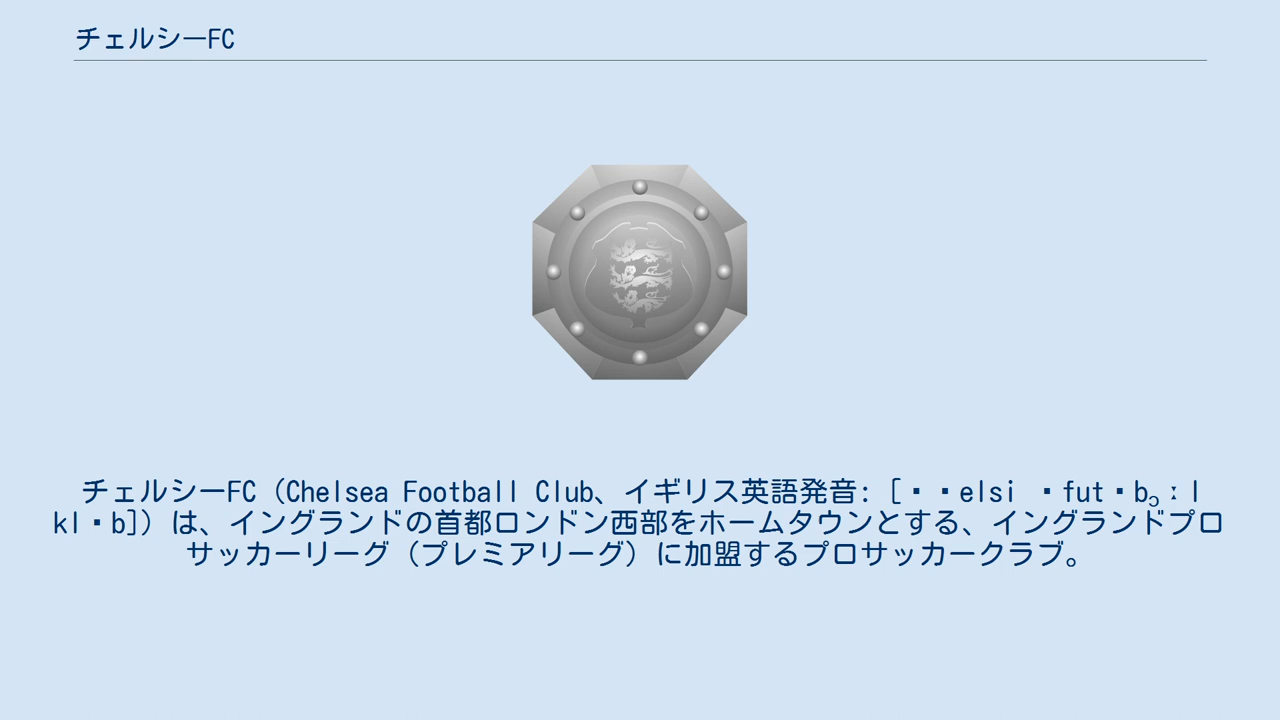 チェルシーFC
チェルシーFC（Chelsea Football Club、イギリス英語発音: [・・elsi ・fut・bɔːl
kl・b]）は、イングランドの首都ロンドン西部をホームタウンとする、イングランドプロ
サッカーリーグ（プレミアリーグ）に加盟するプロサッカークラブ。